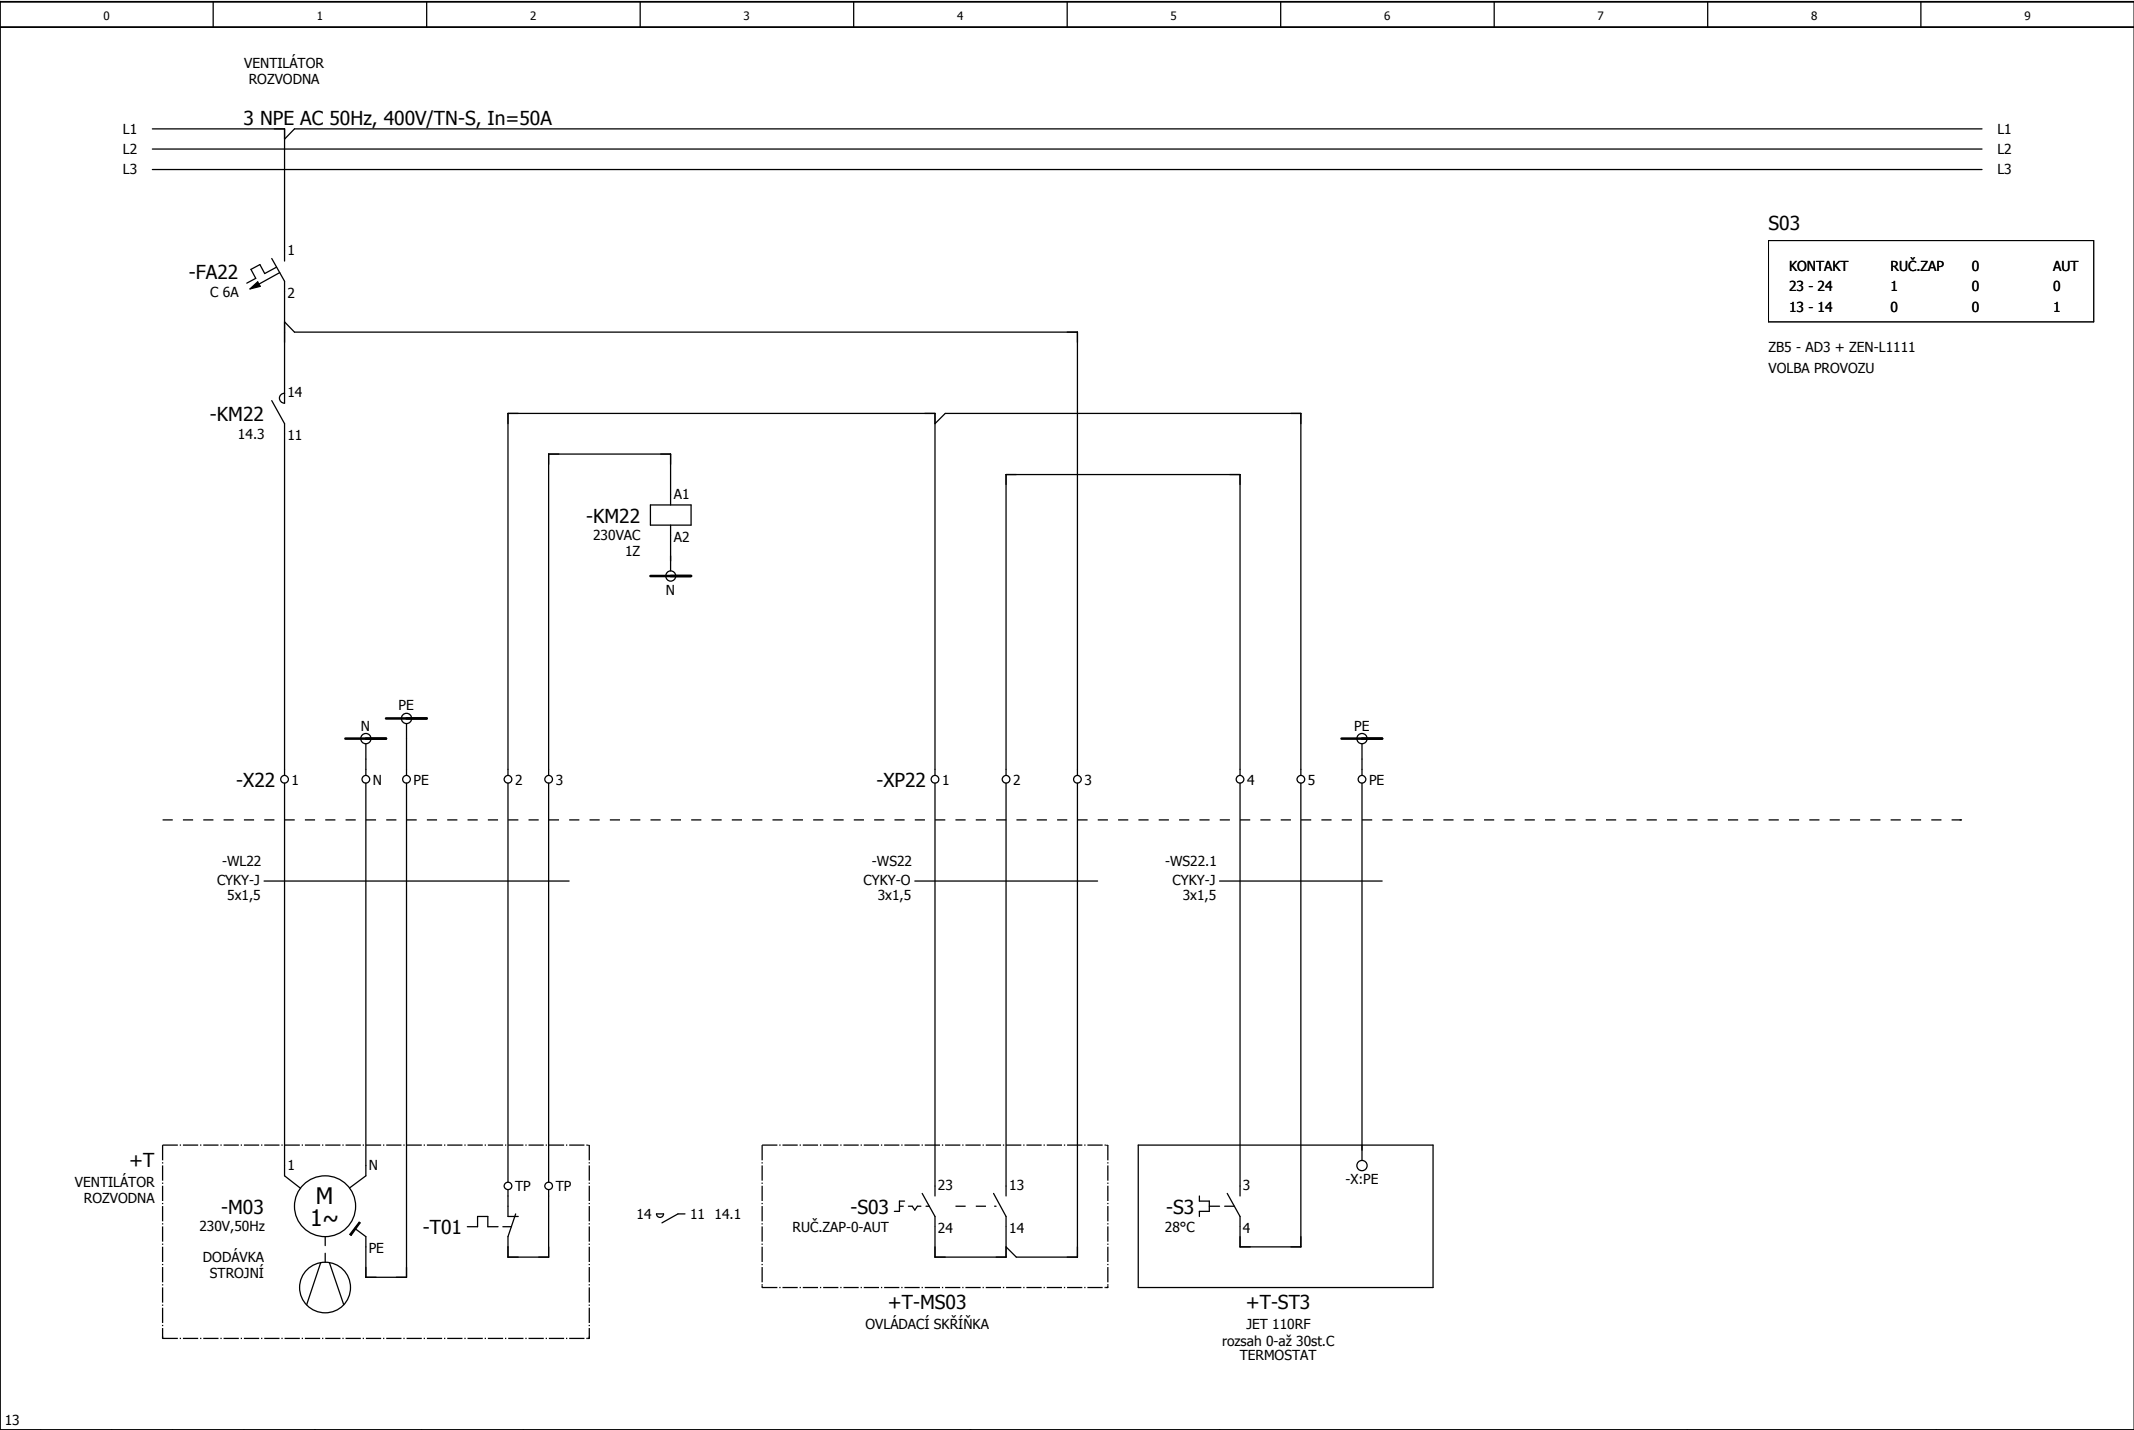 0 1 2 3 4 5 6 7 8 9
VENTILÁTOR
ROZVODNA
3 NPE AC 50Hz, 400V/TN-S, In=50A
L1 L1
L2 L2
L3 L3
S03
KONTAKT RUČ.ZAP 0 AUT
23 - 24 1 0 0
13 - 14 0 0 1
ZB5 - AD3 + ZEN-L1111
VOLBA PROVOZU
1
-FA22
C 6A
2
14
-KM22
14.3
11
A1
-KM22
230VAC
1Z
A2
N
PE
N
PE
-X22 1 N PE 2 3
-XP22 1 2 3 4 5 PE
-WL22
CYKY-J
5x1,5
-WS22
CYKY-O
3x1,5
-WS22.1
CYKY-J
3x1,5
+T
VENTILÁTOR
ROZVODNA
1
N
M
1~
-M03
230V,50Hz
PE
DODÁVKA
STROJNÍ
TP TP
-T01
14 11 14.1
23 13
-S03
RUČ.ZAP-0-AUT
24 14
+T-MS03
OVLÁDACÍ SKŘÍŇKA
3
-S3
28°C
4
-X:PE
+T-ST3
JET 110RF
rozsah 0-až 30st.C
TERMOSTAT
13